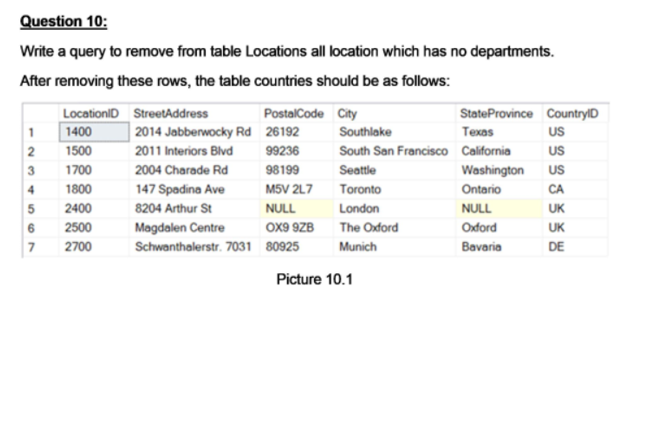 Question 10:
Write a query to remove from table Locations all location which has no departments.
After removing these rows, the table countries should be as follows:
LocationID StreetAddress PostalCode City StateProvince CountryID
1 1400 2014 Jabberwocky Rd 26192 Southlake Texas US
2 1500 2011 Interiors Blvd 99236 South San Francisco California US
3 1700 2004 Charade Rd 98199 Seattle Washington US
4 1800 147 Spadina Ave M5V 2L7 Toronto Ontario CA
5 2400 8204 Arthur St NULL London NULL UK
6 2500 Magdalen Centre OX9 9ZB The Oxford Oxford UK
7 2700 Schwanthalerstr. 7031 80925 Munich Bavaria DE
Picture 10.1